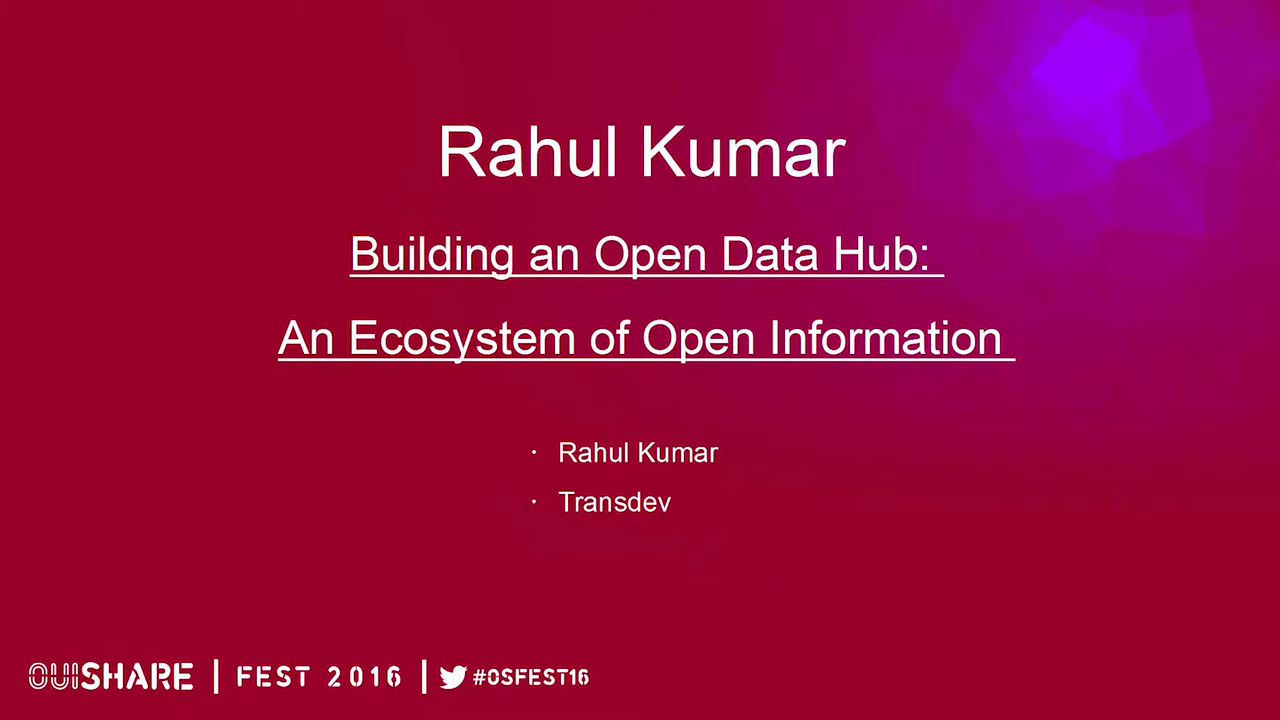 Rahul Kumar
Building an Open Data Hub:
An Ecosystem of Open Information
· Rahul Kumar
· Transdev
OUISHARE | FEST 2016 | #OSFEST16